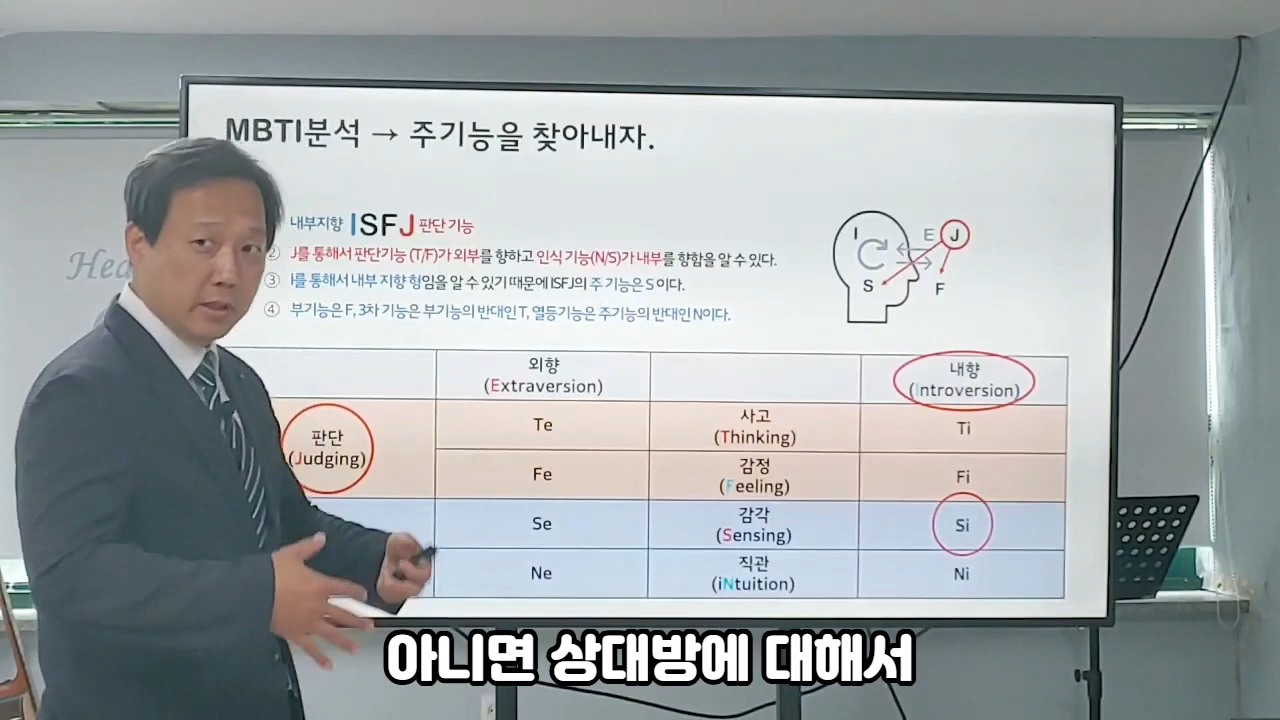 MBTI분석 → 주기능을 찾아내자.
내부지향 ISFJ 판단 기능
② J를 통해서 판단기능 (T/F)가 외부를 향하고 인식 기능(N/S)가 내부를 향함을 알 수 있다.
③ I를 통해서 내부 지향 형임을 알 수 있기 때문에 ISFJ의 주 기능은 S 이다.
④ 부기능은 F, 3차 기능은 부기능의 반대인 T, 열등기능은 주기능의 반대인 N이다.
I E J
S F
Hea
외향 내향
(Extraversion) (Introversion)
판단
(Judging)
Te 사고 Ti
(Thinking)
Fe 감정 Fi
(Feeling)
Se 감각 Si
(Sensing)
Ne 직관 Ni
(iNtuition)
아니면 상대방에 대해서